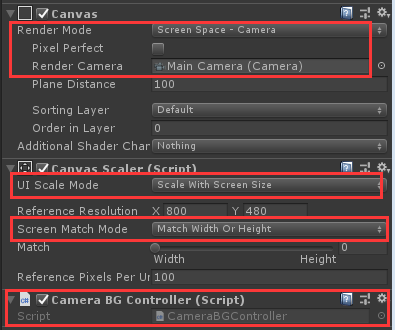 Canvas
Render Mode Screen Space - Camera
Pixel Perfect
Render Camera Main Camera (Camera)
Plane Distance 100
Sorting Layer Default
Order in Layer 0
Additional Shader Char Nothing
Canvas Scaler (Script)
UI Scale Mode Scale With Screen Size
Reference Resolution X 800 Y 480
Screen Match Mode Match Width Or Height
Match 0
Width Height
Reference Pixels Per Un 100
Camera BG Controller (Script)
Script CameraBGController